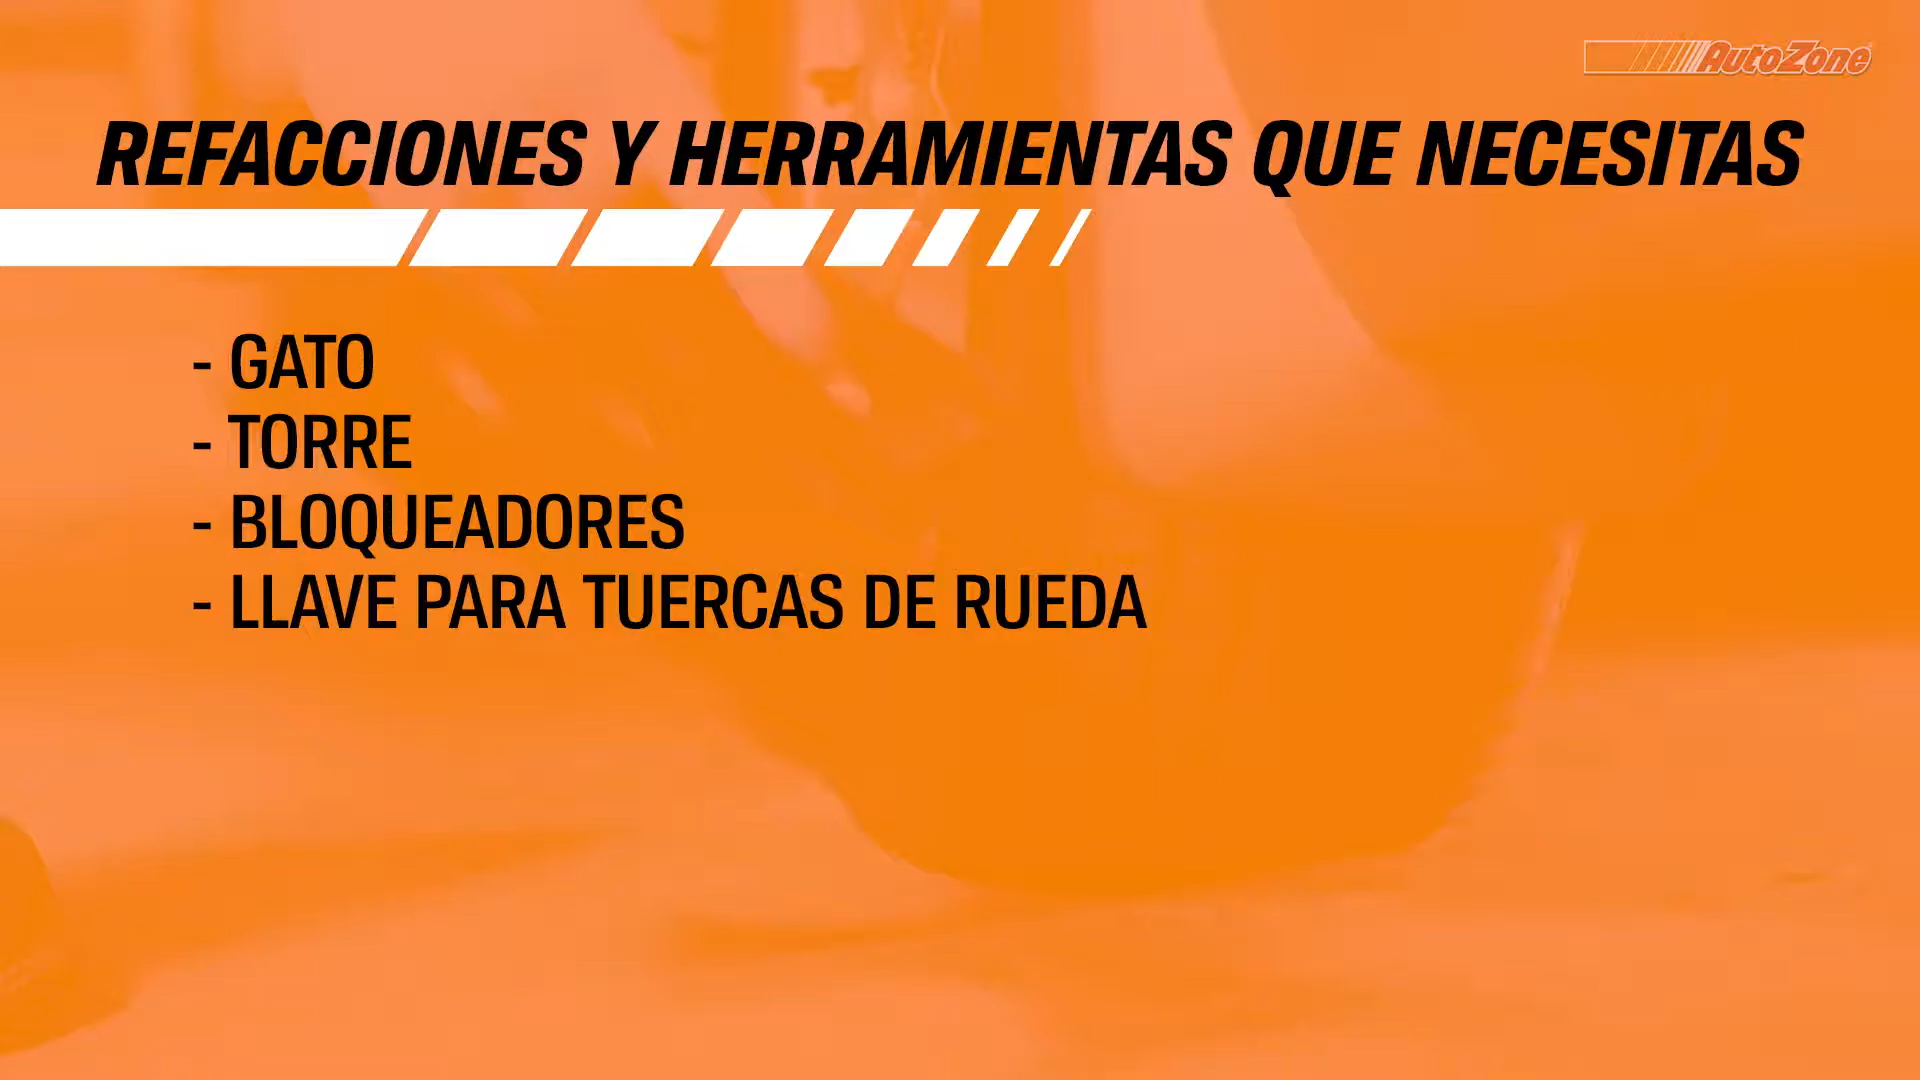 AutoZone
REFACCIONES Y HERRAMIENTAS QUE NECESITAS
- GATO
- TORRE
- BLOQUEADORES
- LLAVE PARA TUERCAS DE RUEDA